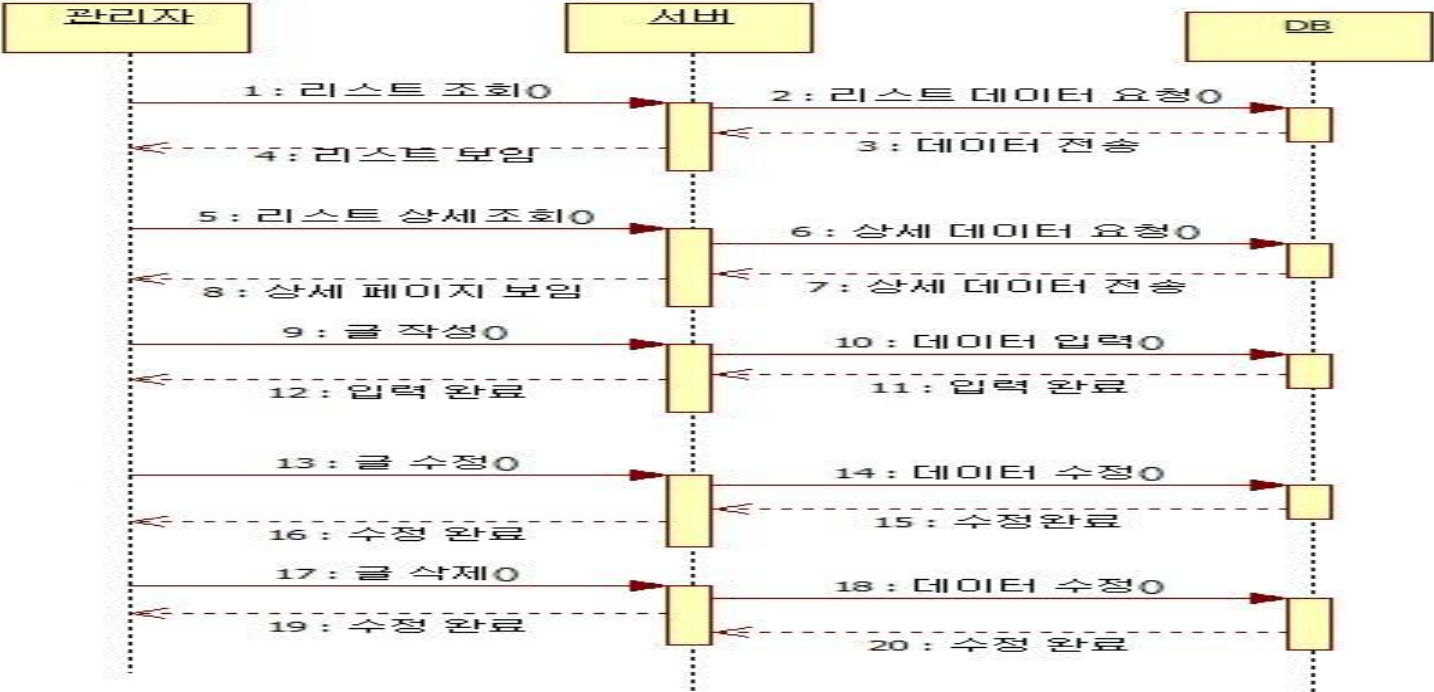 관리자
서버
DB
1 : 리스트 조회()
2 : 리스트 데이터 요청()
3 : 데이터 전송
4 : 리스트 보임
5 : 리스트 상세조회()
6 : 상세 데이터 요청()
7 : 상세 데이터 전송
8 : 상세 페이지 보임
9 : 글 작성()
10 : 데이터 입력()
11 : 입력 완료
12 : 입력 완료
13 : 글 수정()
14 : 데이터 수정()
15 : 수정완료
16 : 수정 완료
17 : 글 삭제()
18 : 데이터 수정()
19 : 수정 완료
20 : 수정 완료